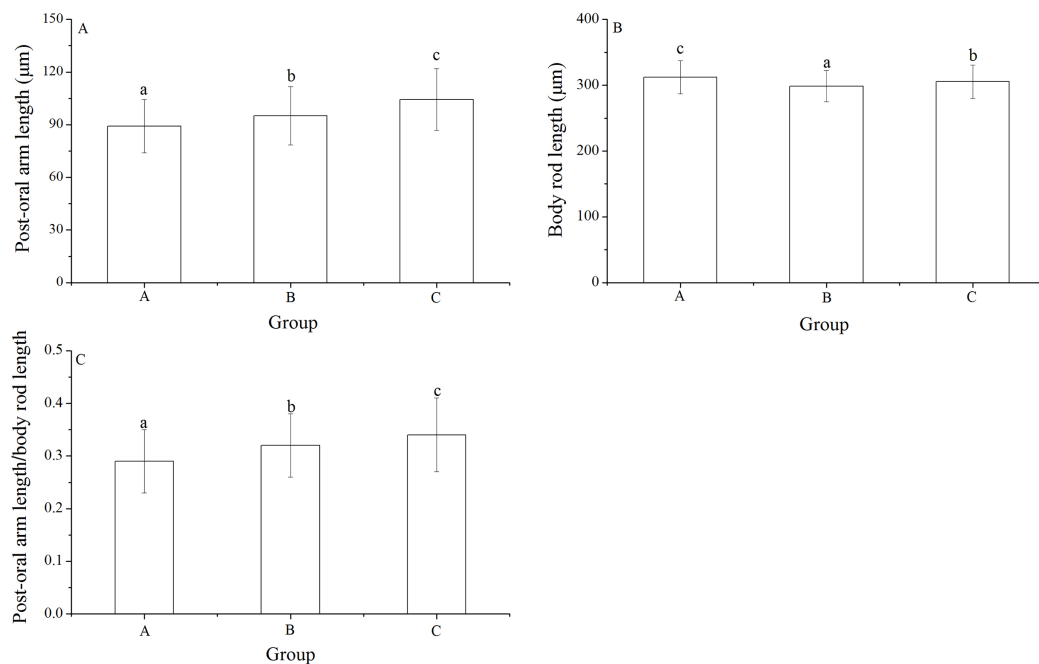 A
Post-oral arm length (μm)
150
120
90
60
30
0
a
b
c
A
B
C
Group
B
Body rod length (μm)
400
300
200
100
0
c
a
b
A
B
C
Group
C
Post-oral arm length/body rod length
0.5
0.4
0.3
0.2
0.1
0.0
a
b
c
A
B
C
Group